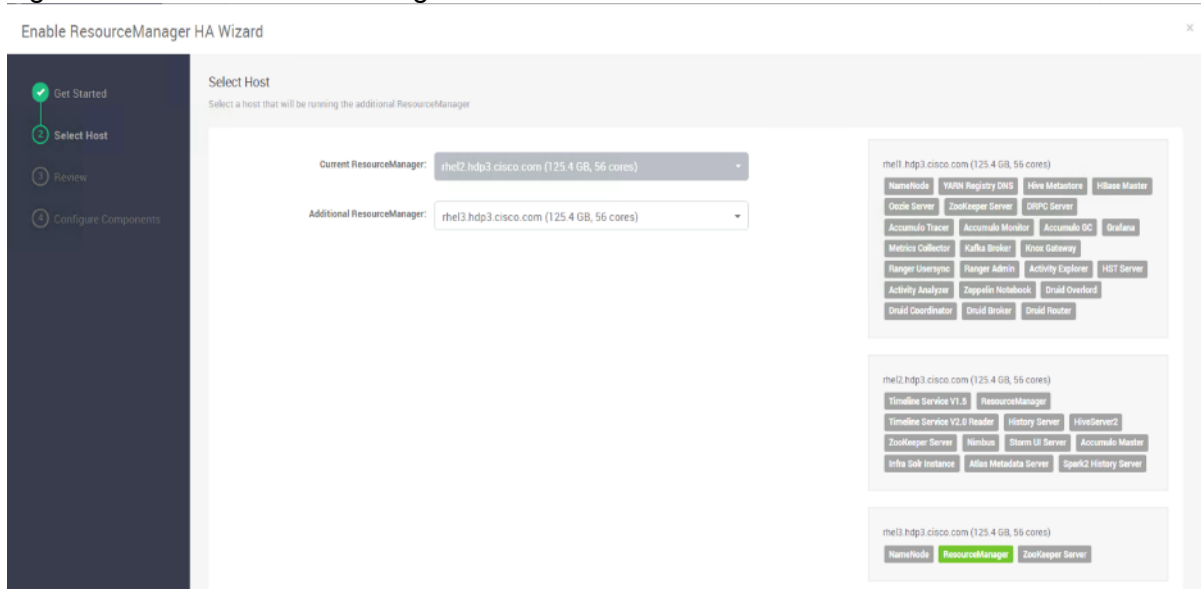 Enable ResourceManager HA Wizard
x
Get Started
2 Select Host
3 Review
4 Configure Components
Select Host
Select a host that will be running the additional ResourceManager
Current ResourceManager: rhel2.hdp3.cisco.com (125.4 GB, 56 cores)
Additional ResourceManager: rhel3.hdp3.cisco.com (125.4 GB, 56 cores)
rhel1.hdp3.cisco.com (125.4 GB, 56 cores)
NameNode YARN Registry DNS Hive Metastore HBase Master
Oozie Server ZooKeeper Server DRPC Server
Accumulo Tracer Accumulo Monitor Accumulo GC Grafana
Metrics Collector Kafka Broker Knox Gateway
Ranger Usersync Ranger Admin Activity Explorer HST Server
Activity Analyzer Zeppelin Notebook Druid Overlord
Druid Coordinator Druid Broker Druid Router
rhel2.hdp3.cisco.com (125.4 GB, 56 cores)
Timeline Service V1.5 ResourceManager
Timeline Service V2.0 Reader History Server HiveServer2
ZooKeeper Server Nimbus Storm UI Server Accumulo Master
Infra Solr Instance Atlas Metadata Server Spark2 History Server
rhel3.hdp3.cisco.com (125.4 GB, 56 cores)
NameNode ResourceManager ZooKeeper Server